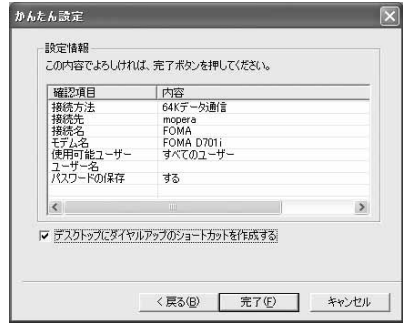 かんたん設定
設定情報
この内容でよろしければ、完了ボタンを押してください。
確認項目 内容
接続方法 64Kデータ通信
接続先 mopera
接続名 FOMA
モデム名 FOMA D701i
使用可能ユーザー すべてのユーザー
ユーザー名
パスワードの保存 する
デスクトップにダイヤルアップのショートカットを作成する
< 戻る(B) 完了(F) キャンセル